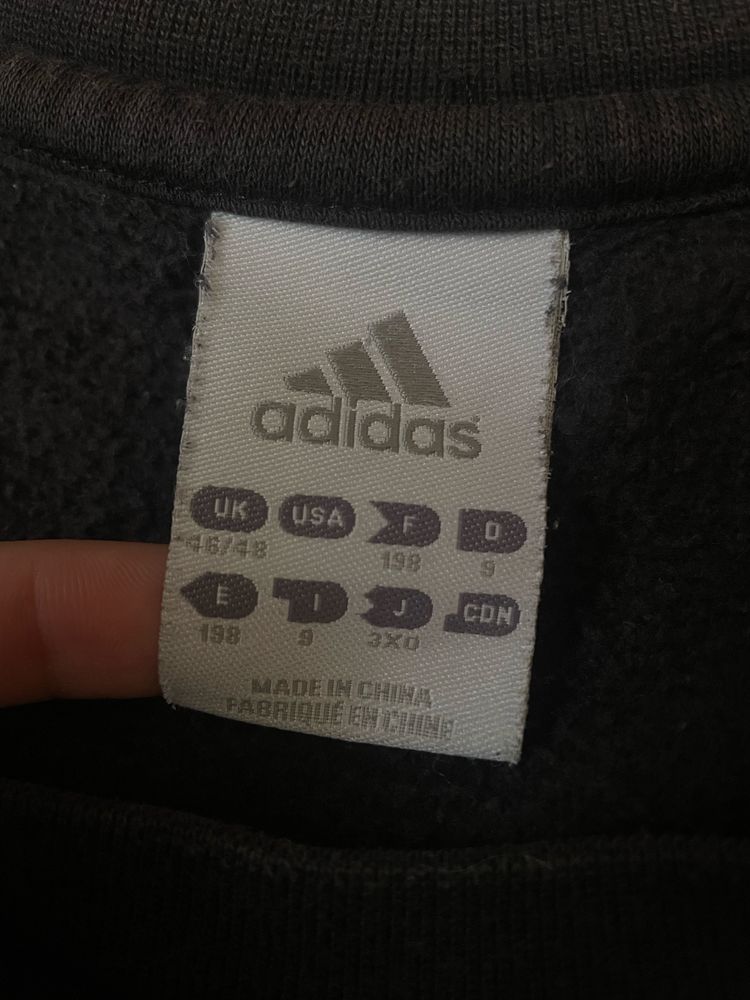 adidas
UK USA F D
46/48 198 9
E I J CDN
198 9 3XO
MADE IN CHINA
FABRIQUÉ EN CHINE